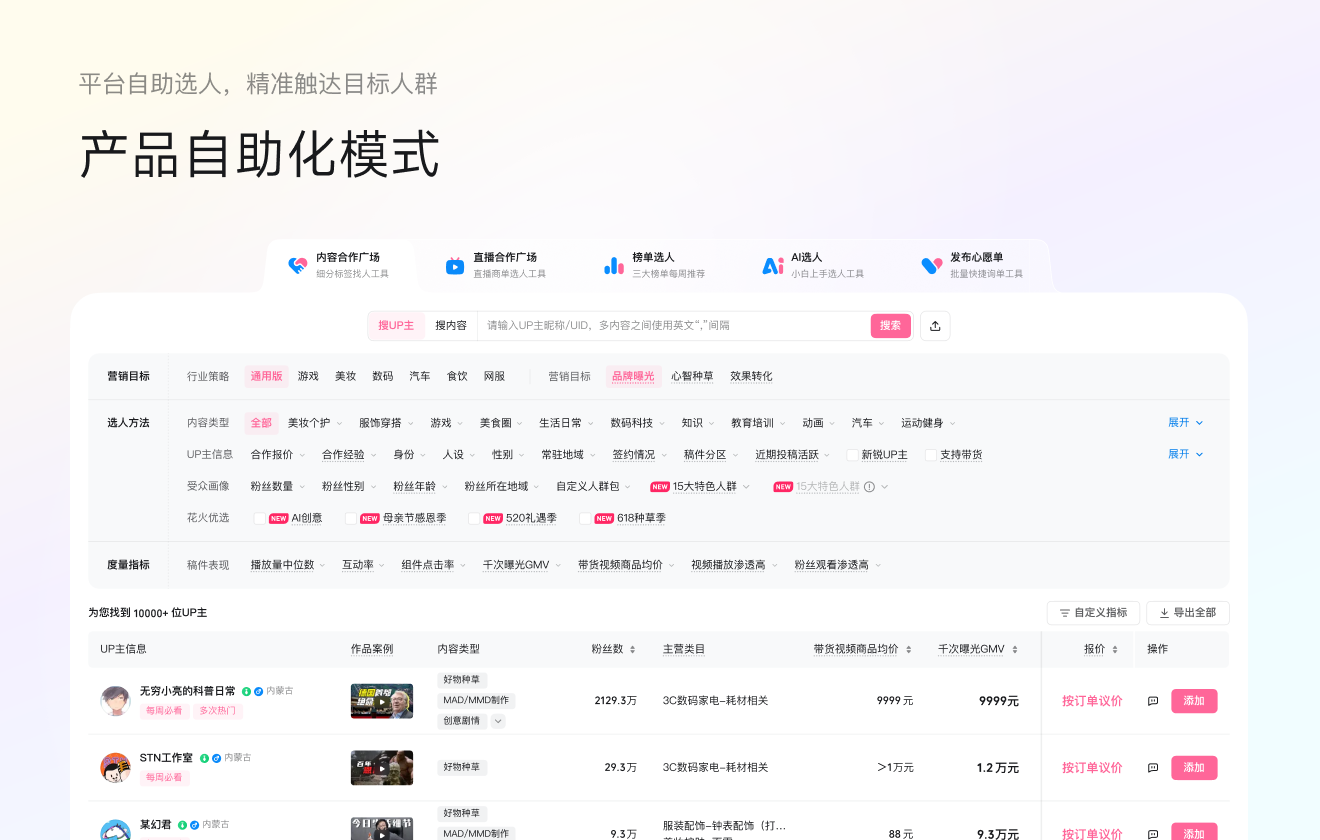 平台自助选人，精准触达目标人群
产品自助化模式
内容合作广场
细分标签找人工具
直播合作广场
直播商单选人工具
榜单选人
三大榜单每周推荐
AI选人
小白上手选人工具
发布心愿单
批量快捷询单工具
搜UP主 搜内容 请输入UP主昵称/UID，多内容之间使用英文“,”间隔 搜索
营销目标 行业策略 通用版 游戏 美妆 数码 汽车 食饮 网服 营销目标 品牌曝光 心智种草 效果转化
选人方法 内容类型 全部 美妆个护 服饰穿搭 游戏 美食圈 生活日常 数码科技 知识 教育培训 动画 汽车 运动健身 展开
UP主信息 合作报价 合作经验 身份 人设 性别 常驻地域 签约情况 稿件分区 近期投稿活跃 新锐UP主 支持带货 展开
受众画像 粉丝数量 粉丝性别 粉丝年龄 粉丝所在地域 自定义人群包 NEW 15大特色人群 NEW 15大特色人群
花火优选 NEW AI创意 NEW 母亲节感恩季 NEW 520礼遇季 NEW 618种草季
度量指标 稿件表现 播放量中位数 互动率 组件点击率 千次曝光GMV 带货视频商品均价 视频播放渗透高 粉丝观看渗透高
为您找到 10000+ 位UP主 自定义指标 导出全部
UP主信息 作品案例 内容类型 粉丝数 主营类目 带货视频商品均价 千次曝光GMV 报价 操作
无穷小亮的科普日常 内蒙古
每周必看 多次热门
好物种草
MAD/MMD制作
创意剧情
2129.3万 3C数码家电–耗材相关 9999 元 9999元 按订单议价 添加
STN工作室 内蒙古
每周必看
百年
好物种草 29.3万 3C数码家电–耗材相关 >1万元 1.2 万元 按订单议价 添加
某幻君 内蒙古
好物种草
MAD/MMD制作
9.3万 服装配饰–钟表配饰（打... 88 元 9.3万元 按订单议价 添加